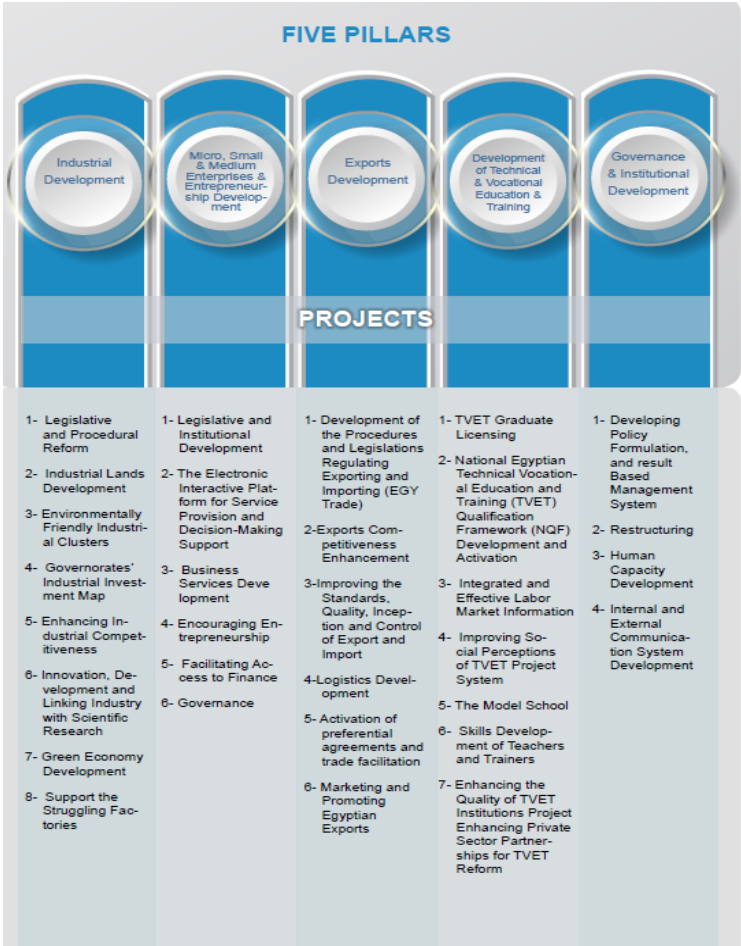 FIVE PILLARS
Industrial
Development
Micro, Small
& Medium
Enterprises &
Entrepreneur-
ship Develop-
ment
Exports
Development
Development
of Technical
& Vocational
Education &
Training
Governance
& Institutional
Development
PROJECTS
1- Legislative
and Procedural
Reform
2- Industrial Lands
Development
3- Environmentally
Friendly Industri-
al Clusters
4- Governorates'
Industrial Invest-
ment Map
5- Enhancing In-
dustrial Compet-
itiveness
6- Innovation, De-
velopment and
Linking Industry
with Scientific
Research
7- Green Economy
Development
8- Support the
Struggling Fac-
tories
1- Legislative and
Institutional
Development
2- The Electronic
Interactive Plat-
form for Service
Provision and
Decision-Making
Support
3- Business
Services Deve
lopment
4- Encouraging En-
trepreneurship
5- Facilitating Ac-
cess to Finance
6- Governance
1- Development of
the Procedures
and Legislations
Regulating
Exporting and
Importing (EGY
Trade)
2-Exports Com-
petitiveness
Enhancement
3-Improving the
Standards,
Quality, Incep-
tion and Control
of Export and
Import
4-Logistics Devel-
opment
5- Activation of
preferential
agreements and
trade facilitation
6- Marketing and
Promoting
Egyptian
Exports
1- TVET Graduate
Licensing
2- National Egyptian
Technical Vocation-
al Education and
Training (TVET)
Qualification
Framework (NQF)
Development and
Activation
3- Integrated and
Effective Labor
Market Information
4- Improving So-
cial Perceptions
of TVET Project
System
5- The Model School
6- Skills Develop-
ment of Teachers
and Trainers
7- Enhancing the
Quality of TVET
Institutions Project
Enhancing Private
Sector Partner-
ships for TVET
Reform
1- Developing
Policy
Formulation,
and result
Based
Management
System
2- Restructuring
3- Human
Capacity
Development
4- Internal and
External
Communica-
tion System
Development